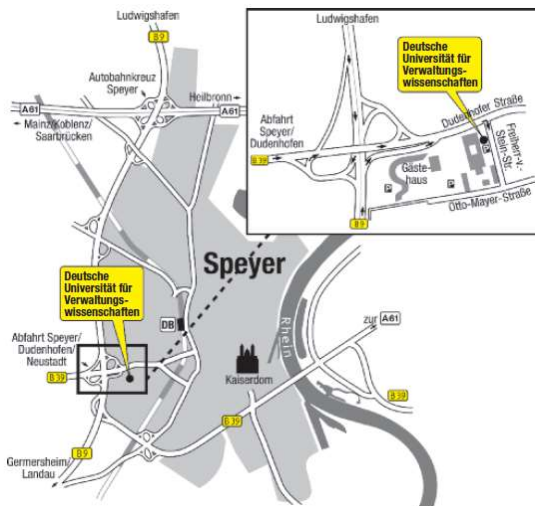 Ludwigshafen
B9
Autobahnkreuz
Speyer
Heilbronn
A61
A61
Mainz/Koblenz/
Saarbrücken
Speyer
Deutsche
Universität für
Verwaltungs-
wissenschaften
DB
Abfahrt Speyer/
Dudenhofen/
Neustadt
B39
Kaiserdom
Rhein
zur A61
B39
B39
B9
Germersheim/
Landau
Ludwigshafen
Deutsche
Universität für
Verwaltungs-
wissenschaften
Dudenhofer Straße
Abfahrt
Speyer/
Dudenhofen
B39
Freiherr-v.-
Stein-Str.
P
Gäste-
haus
P
Otto-Mayer-Straße
B9